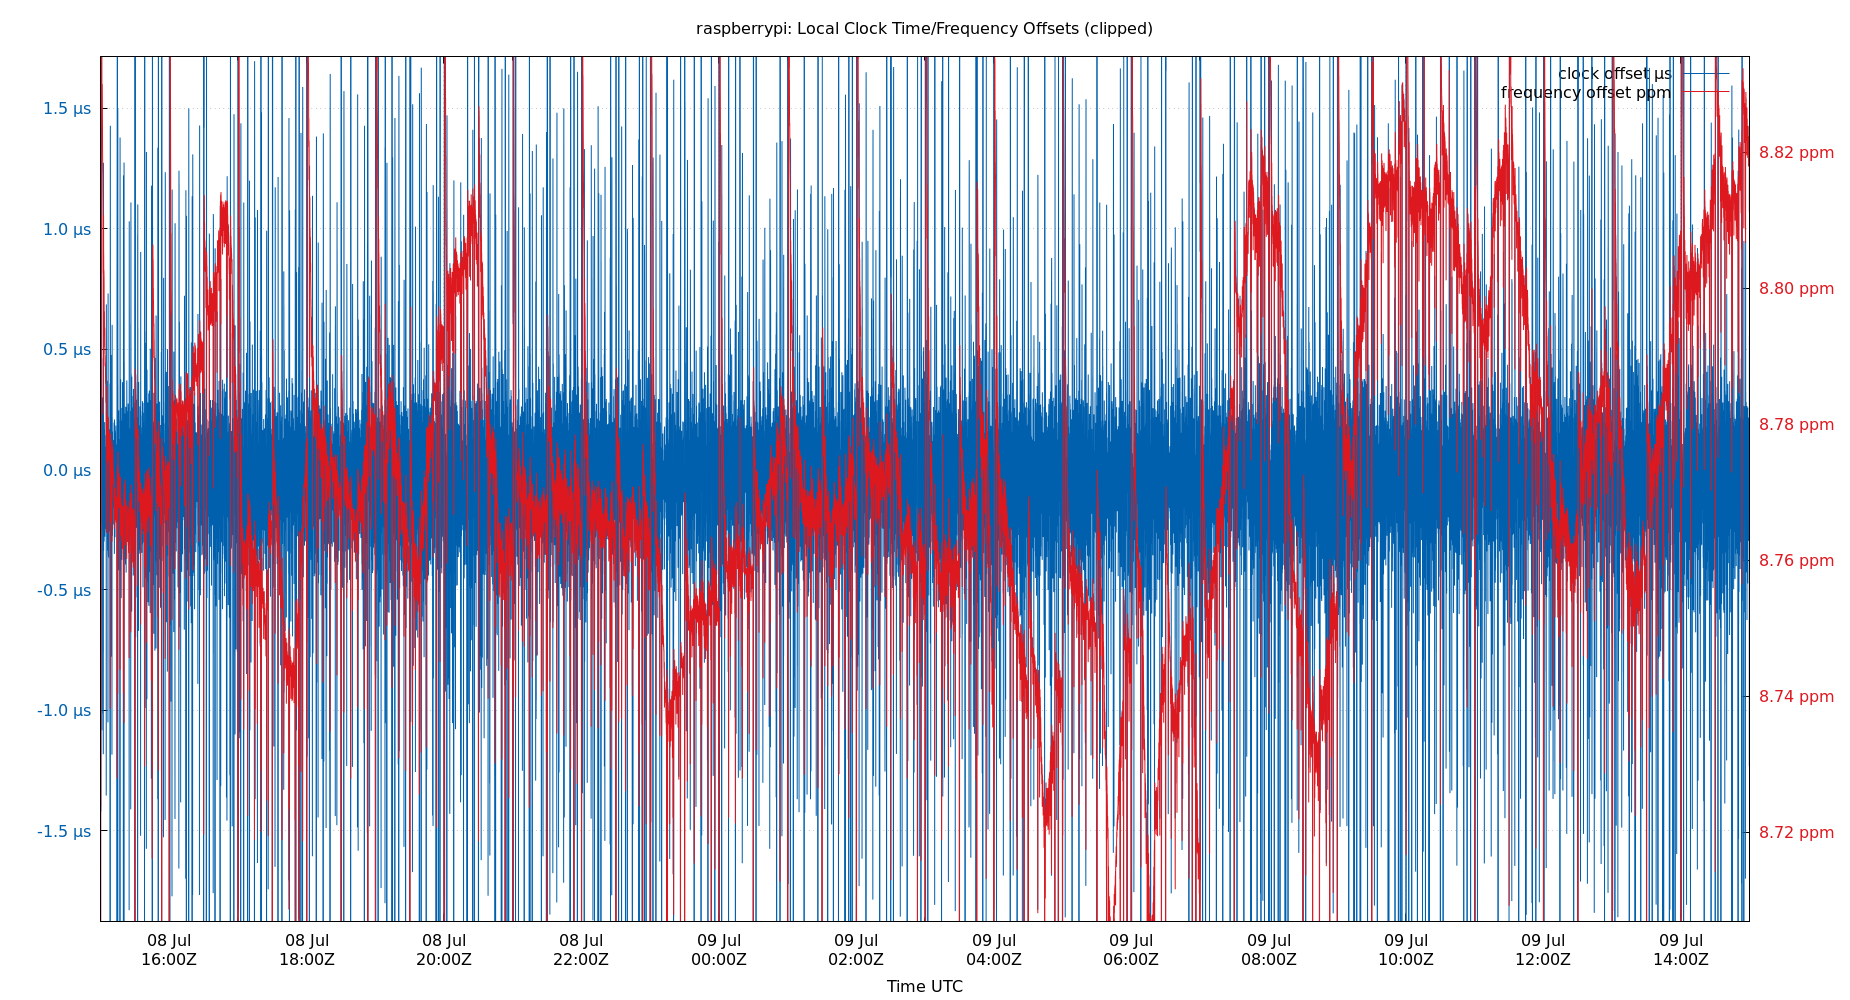 raspberrypi: Local Clock Time/Frequency Offsets (clipped)
clock offset µs
frequency offset ppm
1.5 µs
1.0 µs
0.5 µs
0.0 µs
-0.5 µs
-1.0 µs
-1.5 µs
8.82 ppm
8.80 ppm
8.78 ppm
8.76 ppm
8.74 ppm
8.72 ppm
08 Jul 08 Jul 08 Jul 08 Jul 09 Jul 09 Jul 09 Jul 09 Jul 09 Jul 09 Jul 09 Jul 09 Jul
16:00Z 18:00Z 20:00Z 22:00Z 00:00Z 02:00Z 04:00Z 06:00Z 08:00Z 10:00Z 12:00Z 14:00Z
Time UTC